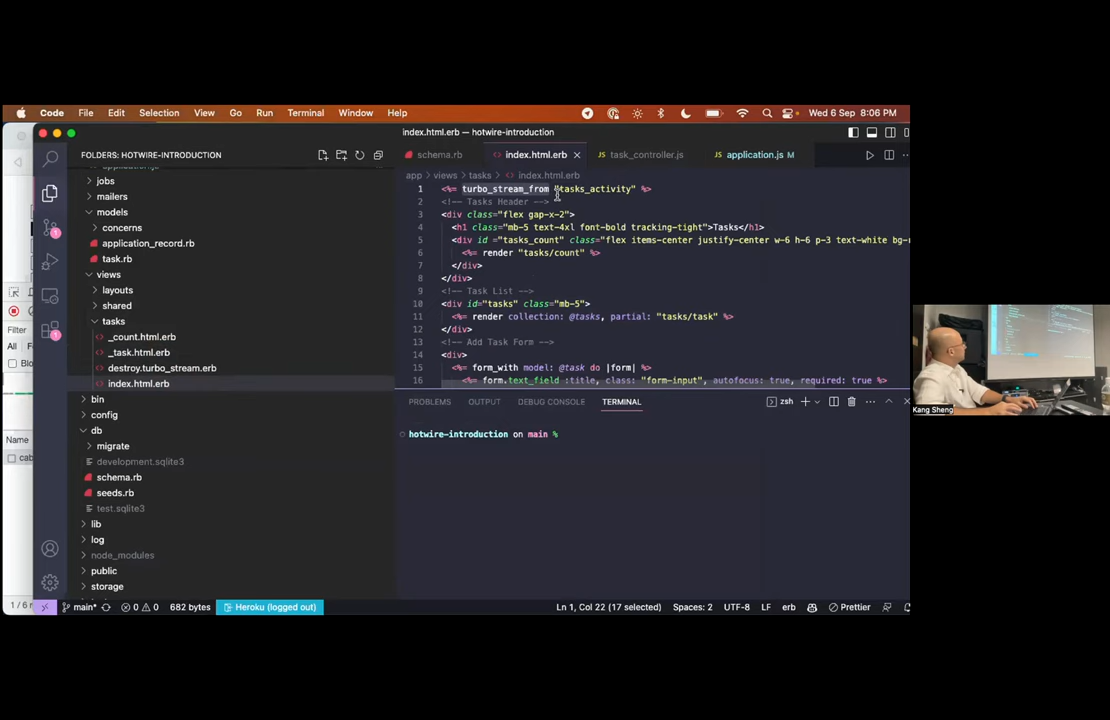 Code File Edit Selection View Go Run Terminal Window Help Wed 6 Sep 8:06 PM
index.html.erb — hotwire-introduction
FOLDERS: HOTWIRE-INTRODUCTION
schema.rb index.html.erb task_controller.js application.js M
app > views > tasks > index.html.erb
jobs
mailers
models
concerns
application_record.rb
task.rb
views
layouts
shared
tasks
_count.html.erb
_task.html.erb
destroy.turbo_stream.erb
index.html.erb
bin
config
db
migrate
development.sqlite3
schema.rb
seeds.rb
test.sqlite3
lib
log
node_modules
public
storage
1 <%= turbo_stream_from "tasks_activity" %>
2 <!-- Tasks Header -->
3 <div class="flex gap-x-2">
4 <h1 class="mb-5 text-4xl font-bold tracking-tight">Tasks</h1>
5 <div id ="tasks_count" class="flex items-center justify-center w-6 h-6 p-3 text-white bg-r
6 <%= render "tasks/count" %>
7 </div>
8 </div>
9 <!-- Task List -->
10 <div id="tasks" class="mb-5">
11 <%= render collection: @tasks, partial: "tasks/task" %>
12 </div>
13 <!-- Add Task Form -->
14 <div>
15 <%= form_with model: @task do |form| %>
16 <%= form.text_field :title, class: "form-input", autofocus: true, required: true %>
PROBLEMS OUTPUT DEBUG CONSOLE TERMINAL zsh
hotwire-introduction on main %
Filter
All
Blo
Name
cab
1 / 6 r
main* 0 0 682 bytes Heroku (logged out) Ln 1, Col 22 (17 selected) Spaces: 2 UTF-8 LF erb Prettier
Kang Sheng